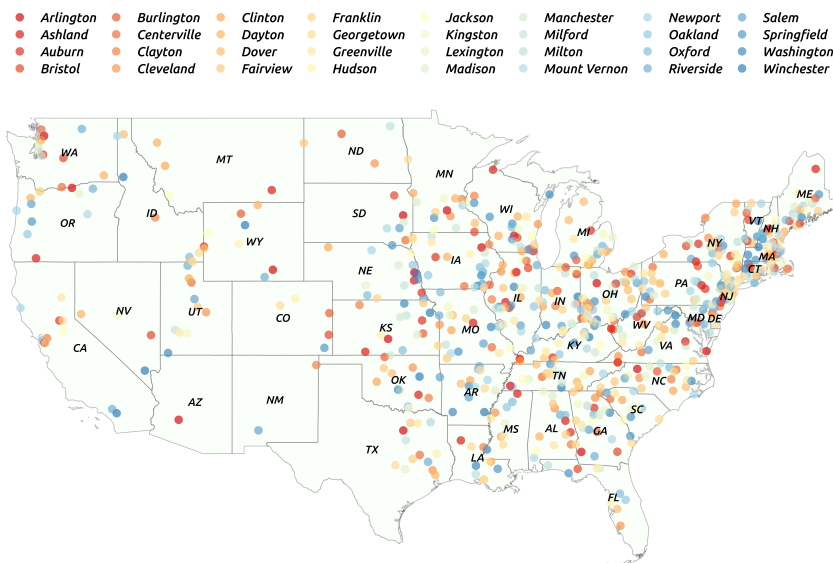 Arlington Burlington Clinton Franklin Jackson Manchester Newport Salem
Ashland Centerville Dayton Georgetown Kingston Milford Oakland Springfield
Auburn Clayton Dover Greenville Lexington Milton Oxford Washington
Bristol Cleveland Fairview Hudson Madison Mount Vernon Riverside Winchester
WA MT ND MN ME
OR ID SD WI VT NH
WY MI NY MA
NE IA CT
NV UT CO IL IN OH PA NJ
CA KS MO WV MD DE
KY VA
AZ NM OK AR TN NC
TX LA MS AL GA SC
FL